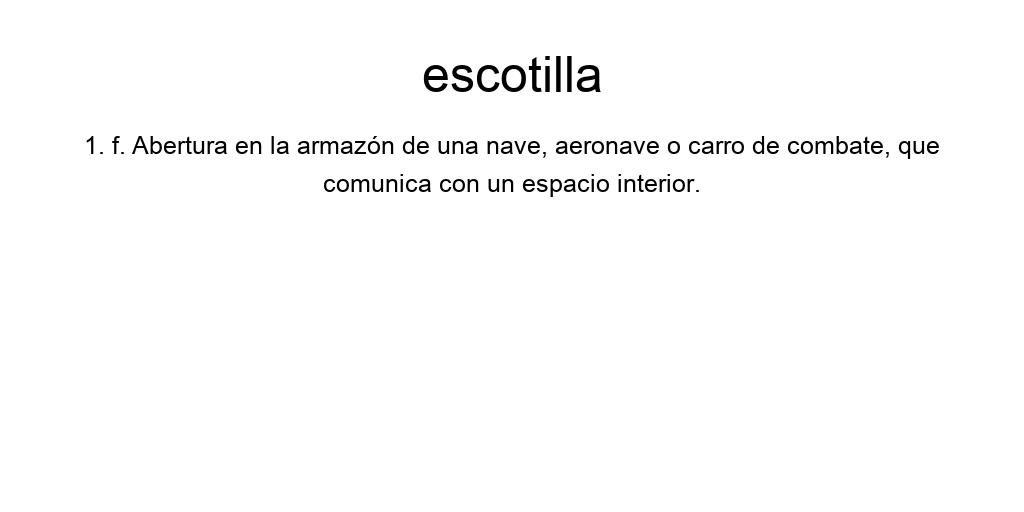 escotilla
1. f. Abertura en la armazón de una nave, aeronave o carro de combate, que
comunica con un espacio interior.